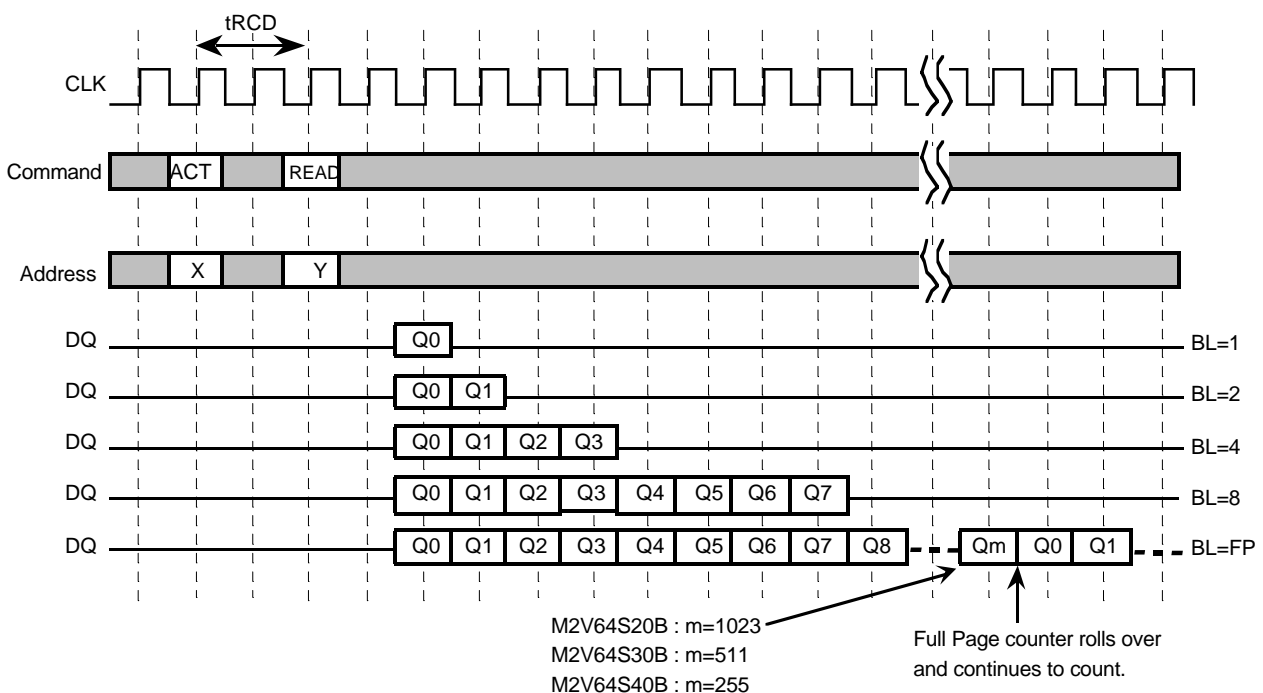 tRCD
CLK
Command ACT READ
Address X Y
DQ Q0 BL=1
DQ Q0 Q1 BL=2
DQ Q0 Q1 Q2 Q3 BL=4
DQ Q0 Q1 Q2 Q3 Q4 Q5 Q6 Q7 BL=8
DQ Q0 Q1 Q2 Q3 Q4 Q5 Q6 Q7 Q8 Qm Q0 Q1 BL=FP
M2V64S20B : m=1023
M2V64S30B : m=511
M2V64S40B : m=255
Full Page counter rolls over
and continues to count.